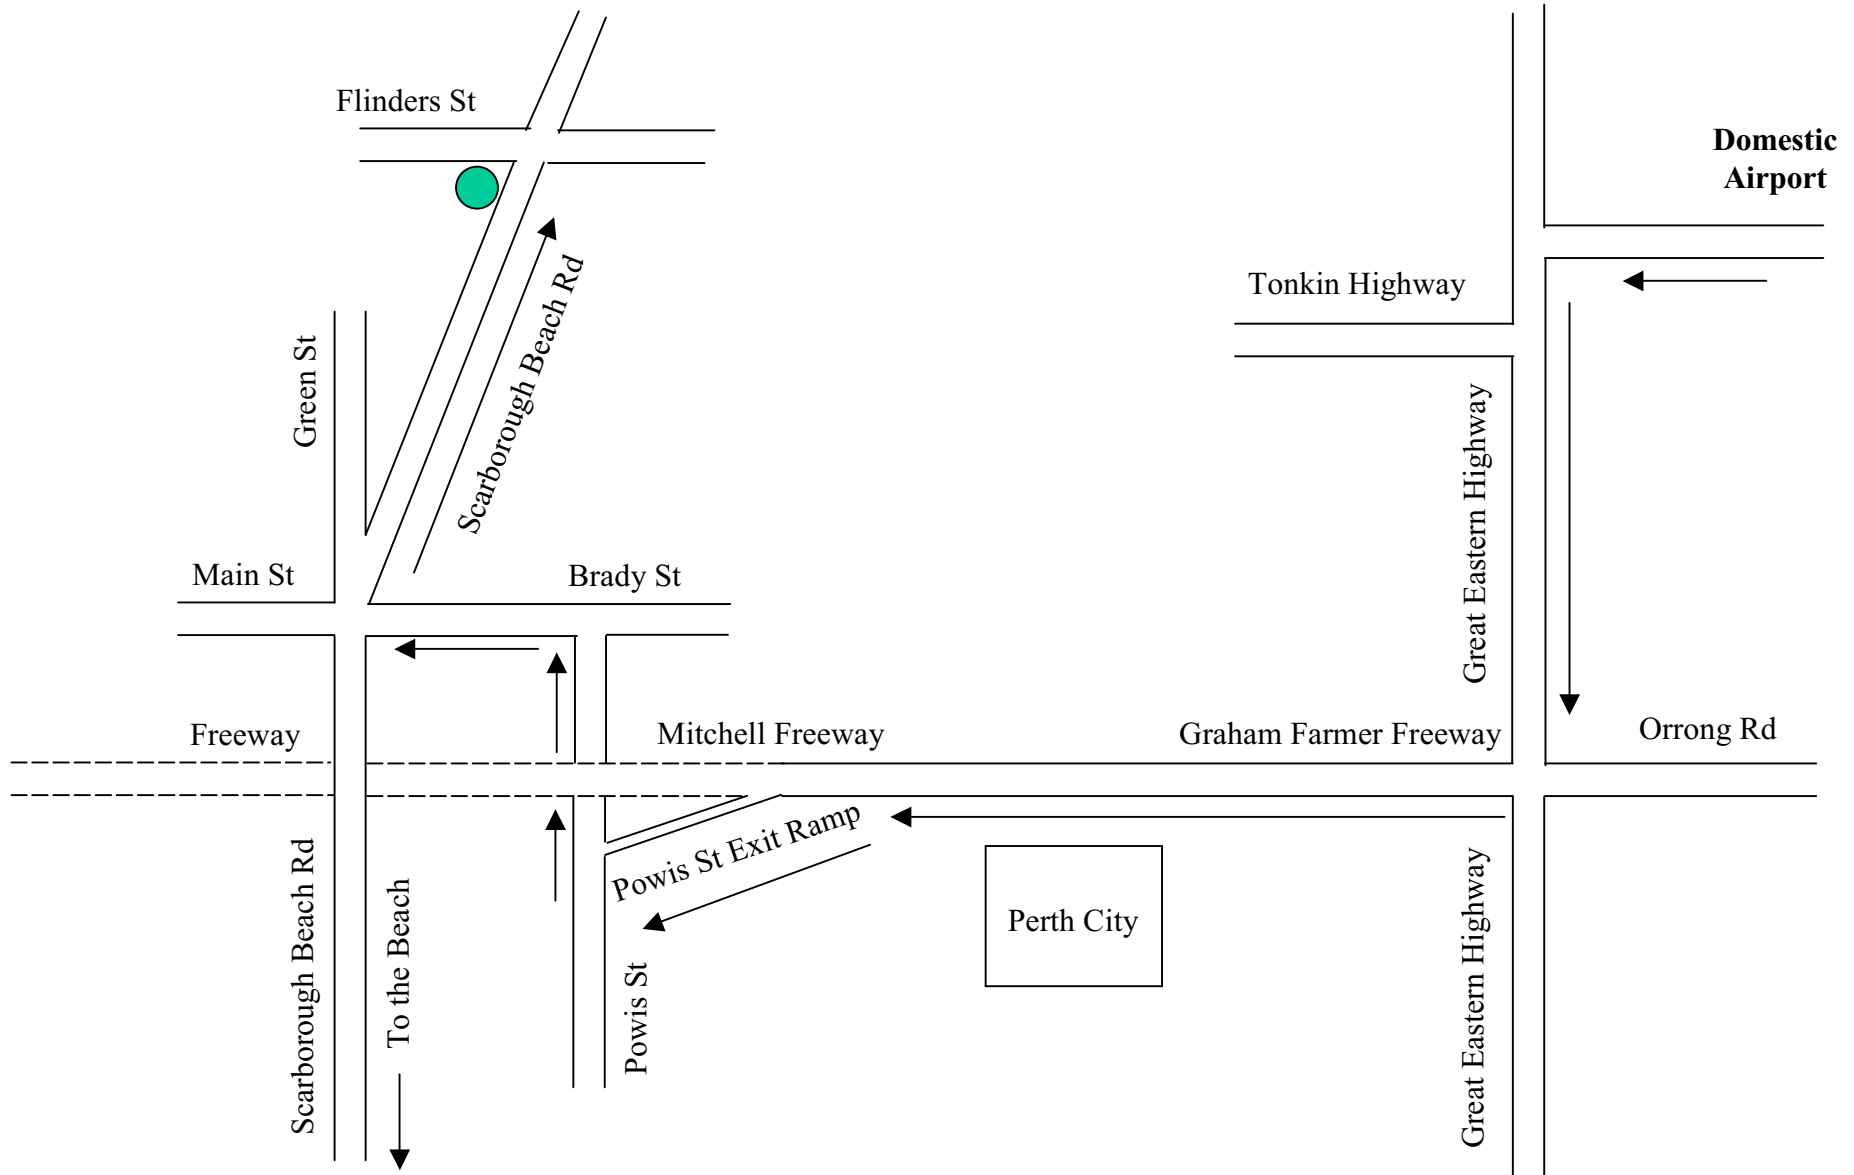 Flinders St
Domestic
Airport
Tonkin Highway
Scarborough Beach Rd
Green St
Great Eastern Highway
Main St
Brady St
Freeway
Mitchell Freeway
Graham Farmer Freeway
Orrong Rd
Powis St Exit Ramp
Perth City
Scarborough Beach Rd
To the Beach
Powis St
Great Eastern Highway